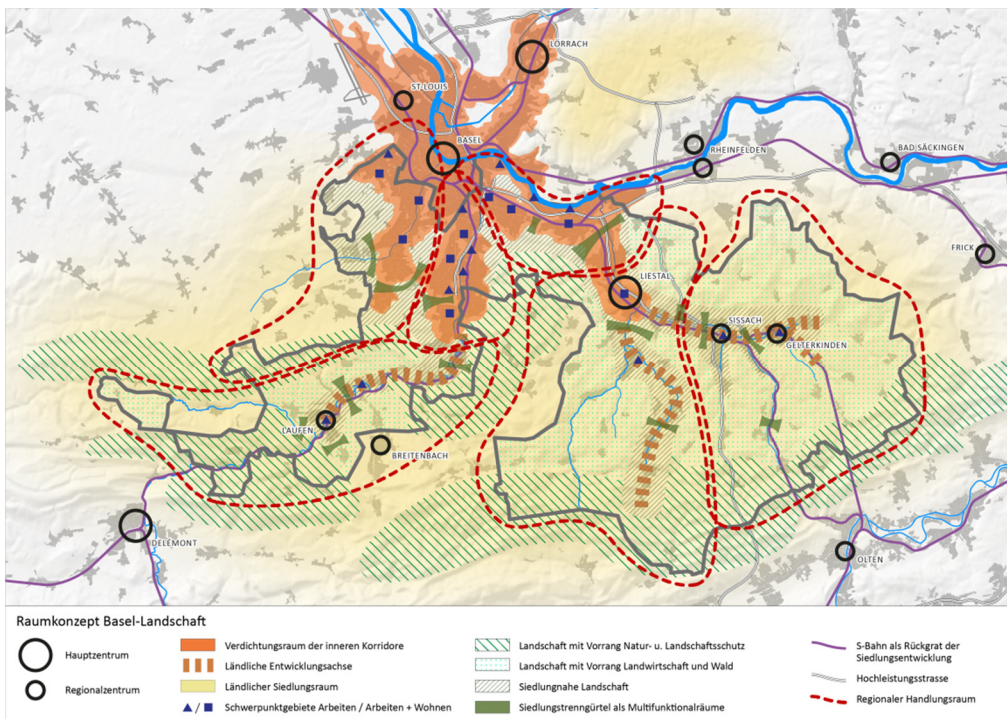 LÖRRACH
ST-LOUIS
BASEL
RHEINFELDEN
BAD SÄCKINGEN
FRICK
LIESTAL
SISSACH
GELTERKINDEN
LAUFEN
BREITENBACH
DELÉMONT
OLTEN
Raumkonzept Basel-Landschaft
Hauptzentrum
Regionalzentrum
Verdichtungsraum der inneren Korridore
Ländliche Entwicklungsachse
Ländlicher Siedlungsraum
/ Schwerpunktgebiete Arbeiten / Arbeiten + Wohnen
Landschaft mit Vorrang Natur- u. Landschaftsschutz
Landschaft mit Vorrang Landwirtschaft und Wald
Siedlungnahe Landschaft
Siedlungstrenngürtel als Multifunktionalräume
S-Bahn als Rückgrat der
Siedlungsentwicklung
Hochleistungsstrasse
Regionaler Handlungsraum